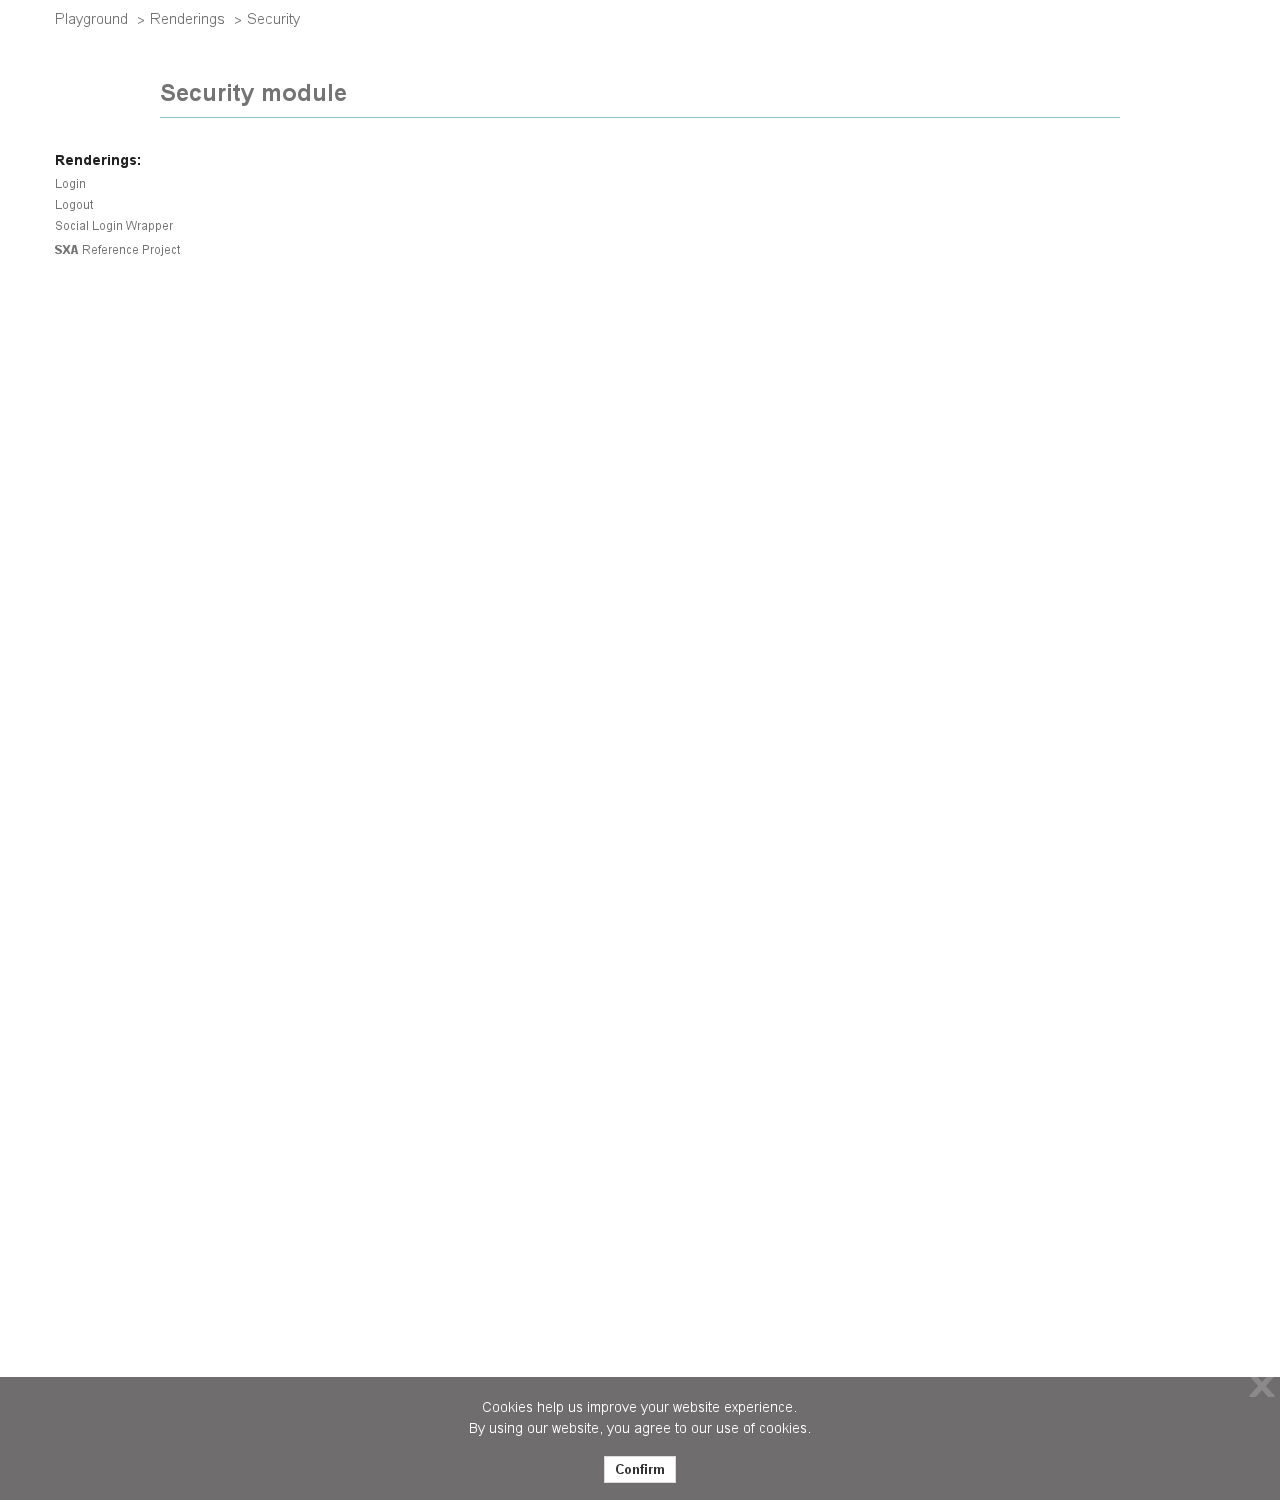 Playground > Renderings > Security
Security module
Renderings:
Login
Logout
Social Login Wrapper
SXA Reference Project
Cookies help us improve your website experience.
By using our website, you agree to our use of cookies.
Confirm